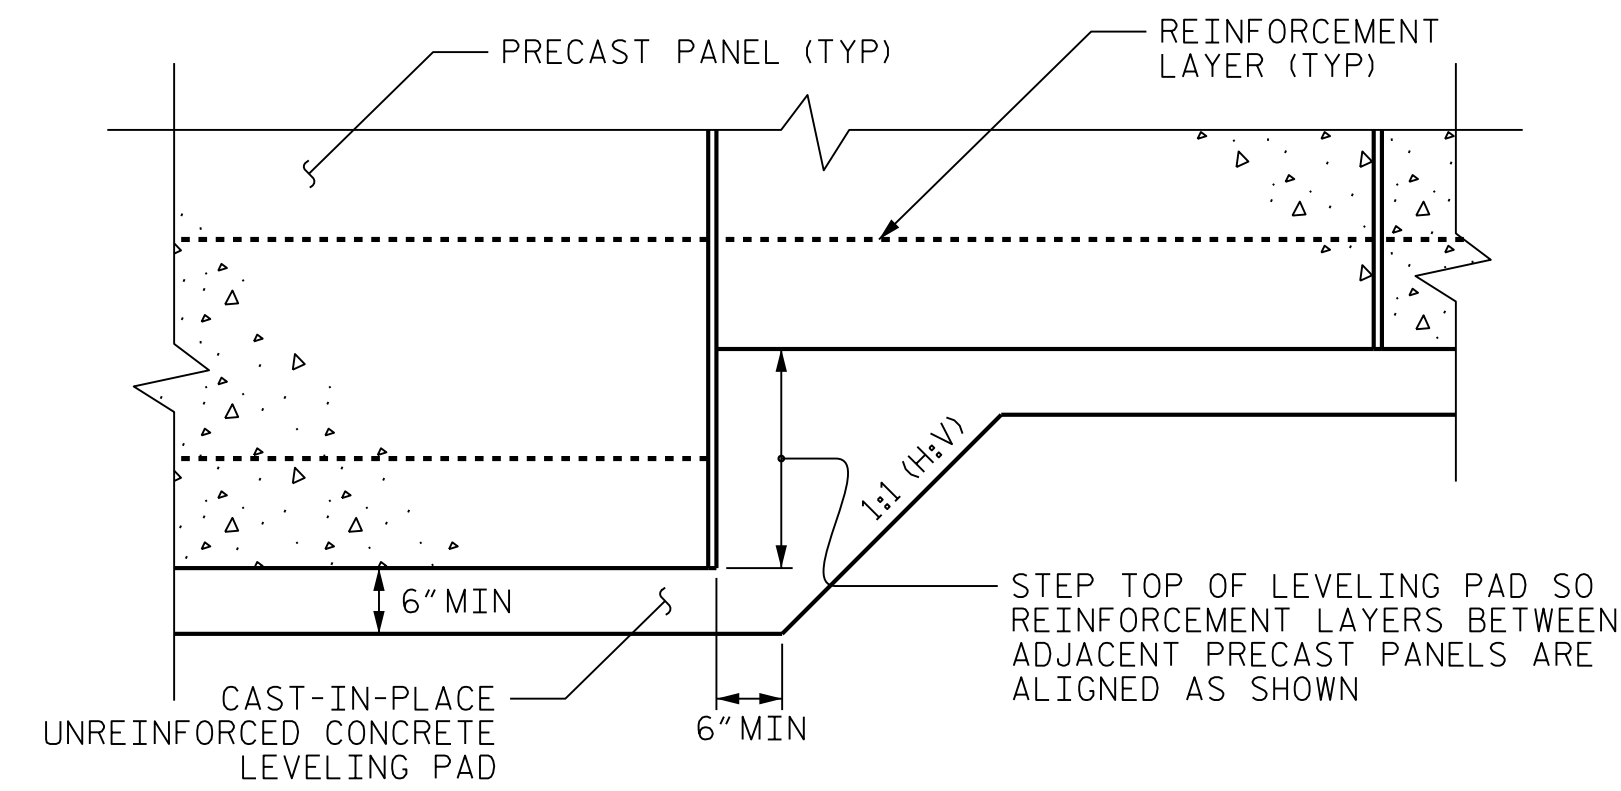 PRECAST PANEL (TYP)
REINFORCEMENT
LAYER (TYP)
1:1 (H:V)
6" MIN
STEP TOP OF LEVELING PAD SO
REINFORCEMENT LAYERS BETWEEN
ADJACENT PRECAST PANELS ARE
ALIGNED AS SHOWN
CAST-IN-PLACE
UNREINFORCED CONCRETE
LEVELING PAD
6" MIN